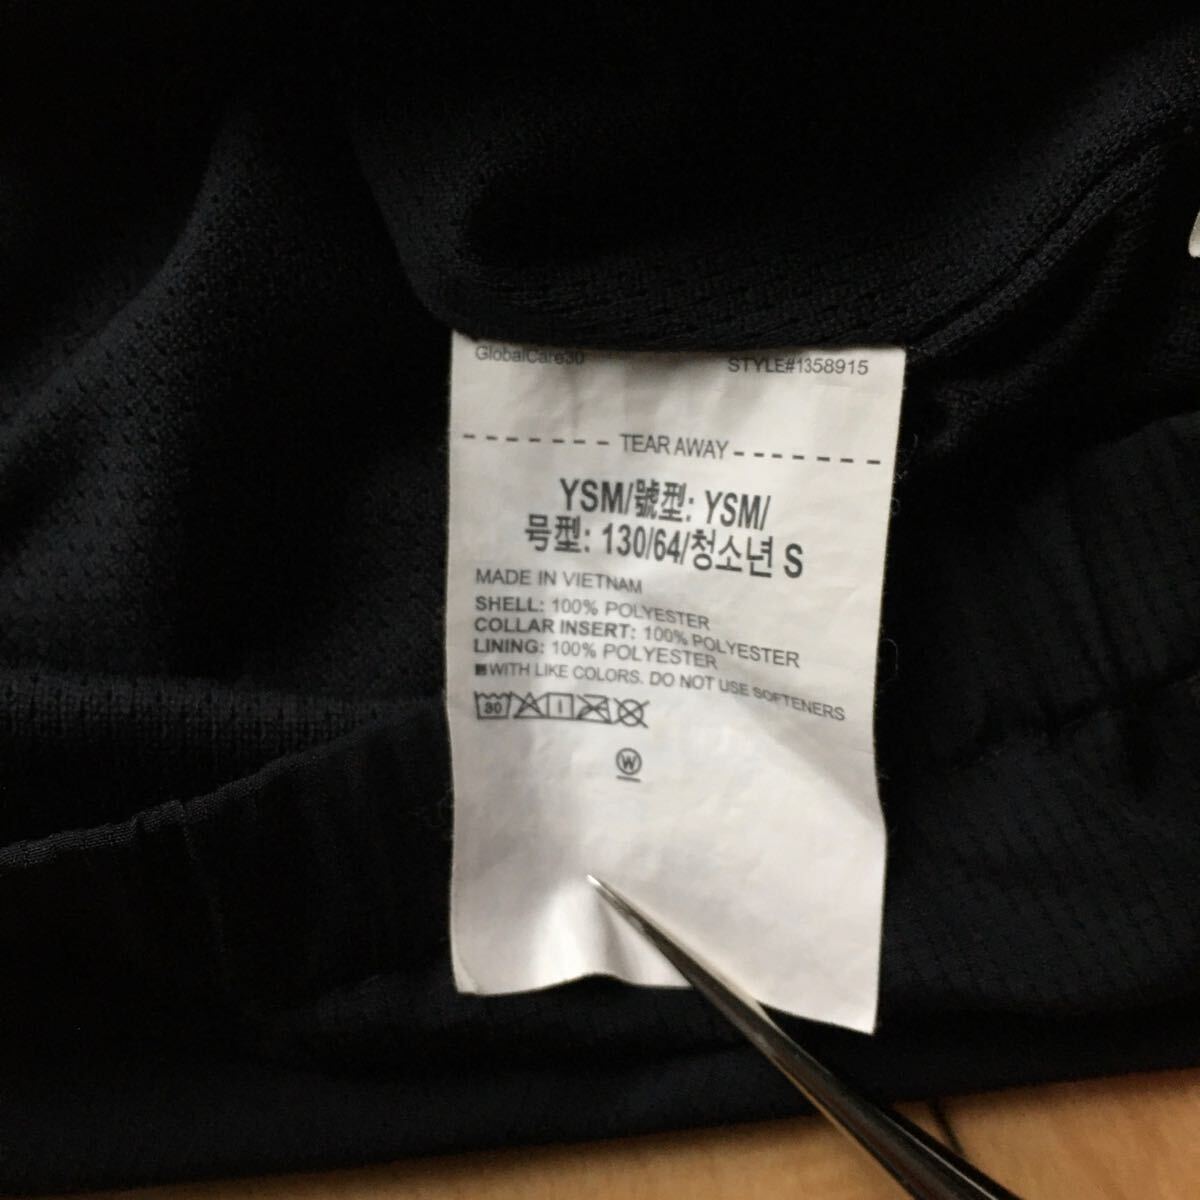 GlobalCare30 STYLE#1358915
TEAR AWAY
YSM/號型: YSM/
号型: 130/64/청소년 S
MADE IN VIETNAM
SHELL: 100% POLYESTER
COLLAR INSERT: 100% POLYESTER
LINING: 100% POLYESTER
WITH LIKE COLORS. DO NOT USE SOFTENERS
30
W